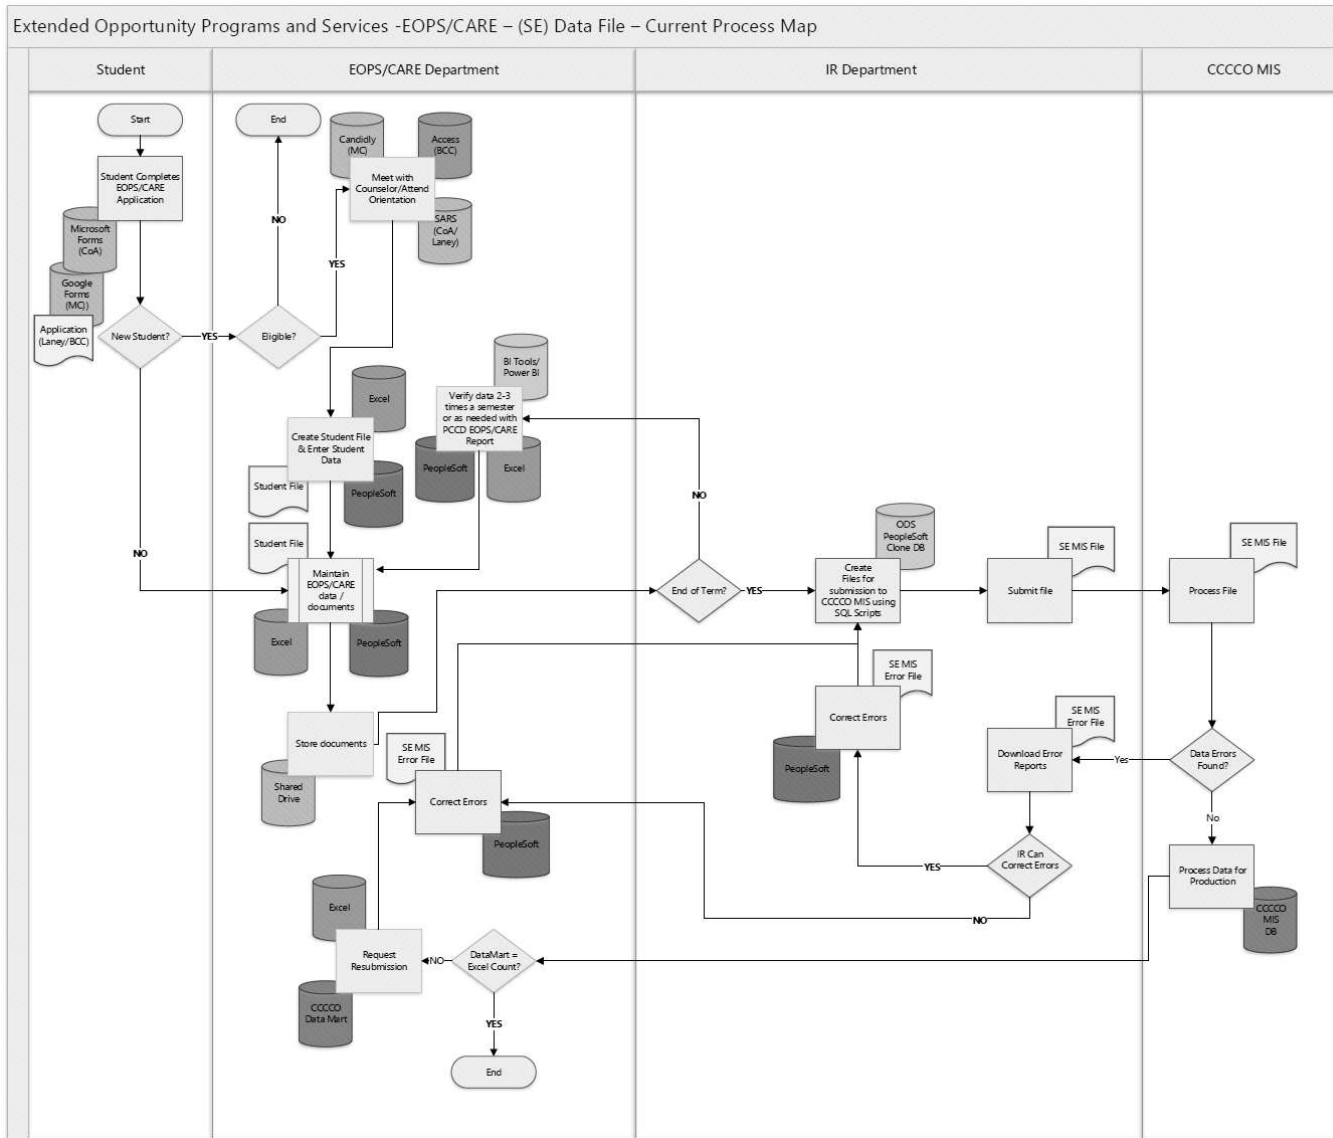 Extended Opportunity Programs and Services -EOPS/CARE – (SE) Data File – Current Process Map
Student
EOPS/CARE Department
IR Department
CCCCO MIS
Start
Student Completes
EOPS/CARE
Application
Microsoft
Forms
(CoA)
Google
Forms
(MC))
Application
(Laney/BCC)
New Student?
YES
NO
End
NO
Eligible?
YES
Candidly
(MC)
Access
(BCC)
Meet with
Counselor/Attend
Orientation
SARS
(CoA/
Laney)
BI Tools/
Power BI
Verify data 2-3
times a semester
or as needed with
PCCD EOPS/CARE
Report
PeopleSoft
Excel
Excel
Create Student File
& Enter Student
Data
Student File
PeopleSoft
Student File
Maintain
EOPS/CARE
data /
documents
Excel
PeopleSoft
Store documents
Shared
Drive
SE MIS
Error File
Correct Errors
PeopleSoft
Excel
Request
Resubmission
CCCCO
Data Mart
NO
DataMart =
Excel Count?
YES
End
NO
End of Term?
YES
ODS
PeopleSoft
Clone DB
Create
Files for
submission to
CCCCO MIS using
SQL Scripts
SE MIS File
Submit file
SE MIS
Error File
Correct Errors
PeopleSoft
SE MIS
Error File
Download Error
Reports
IR Can
Correct Errors
YES
NO
SE MIS File
Process File
Data Errors
Found?
Yes
No
Process Data for
Production
CCCCO
MIS
DB